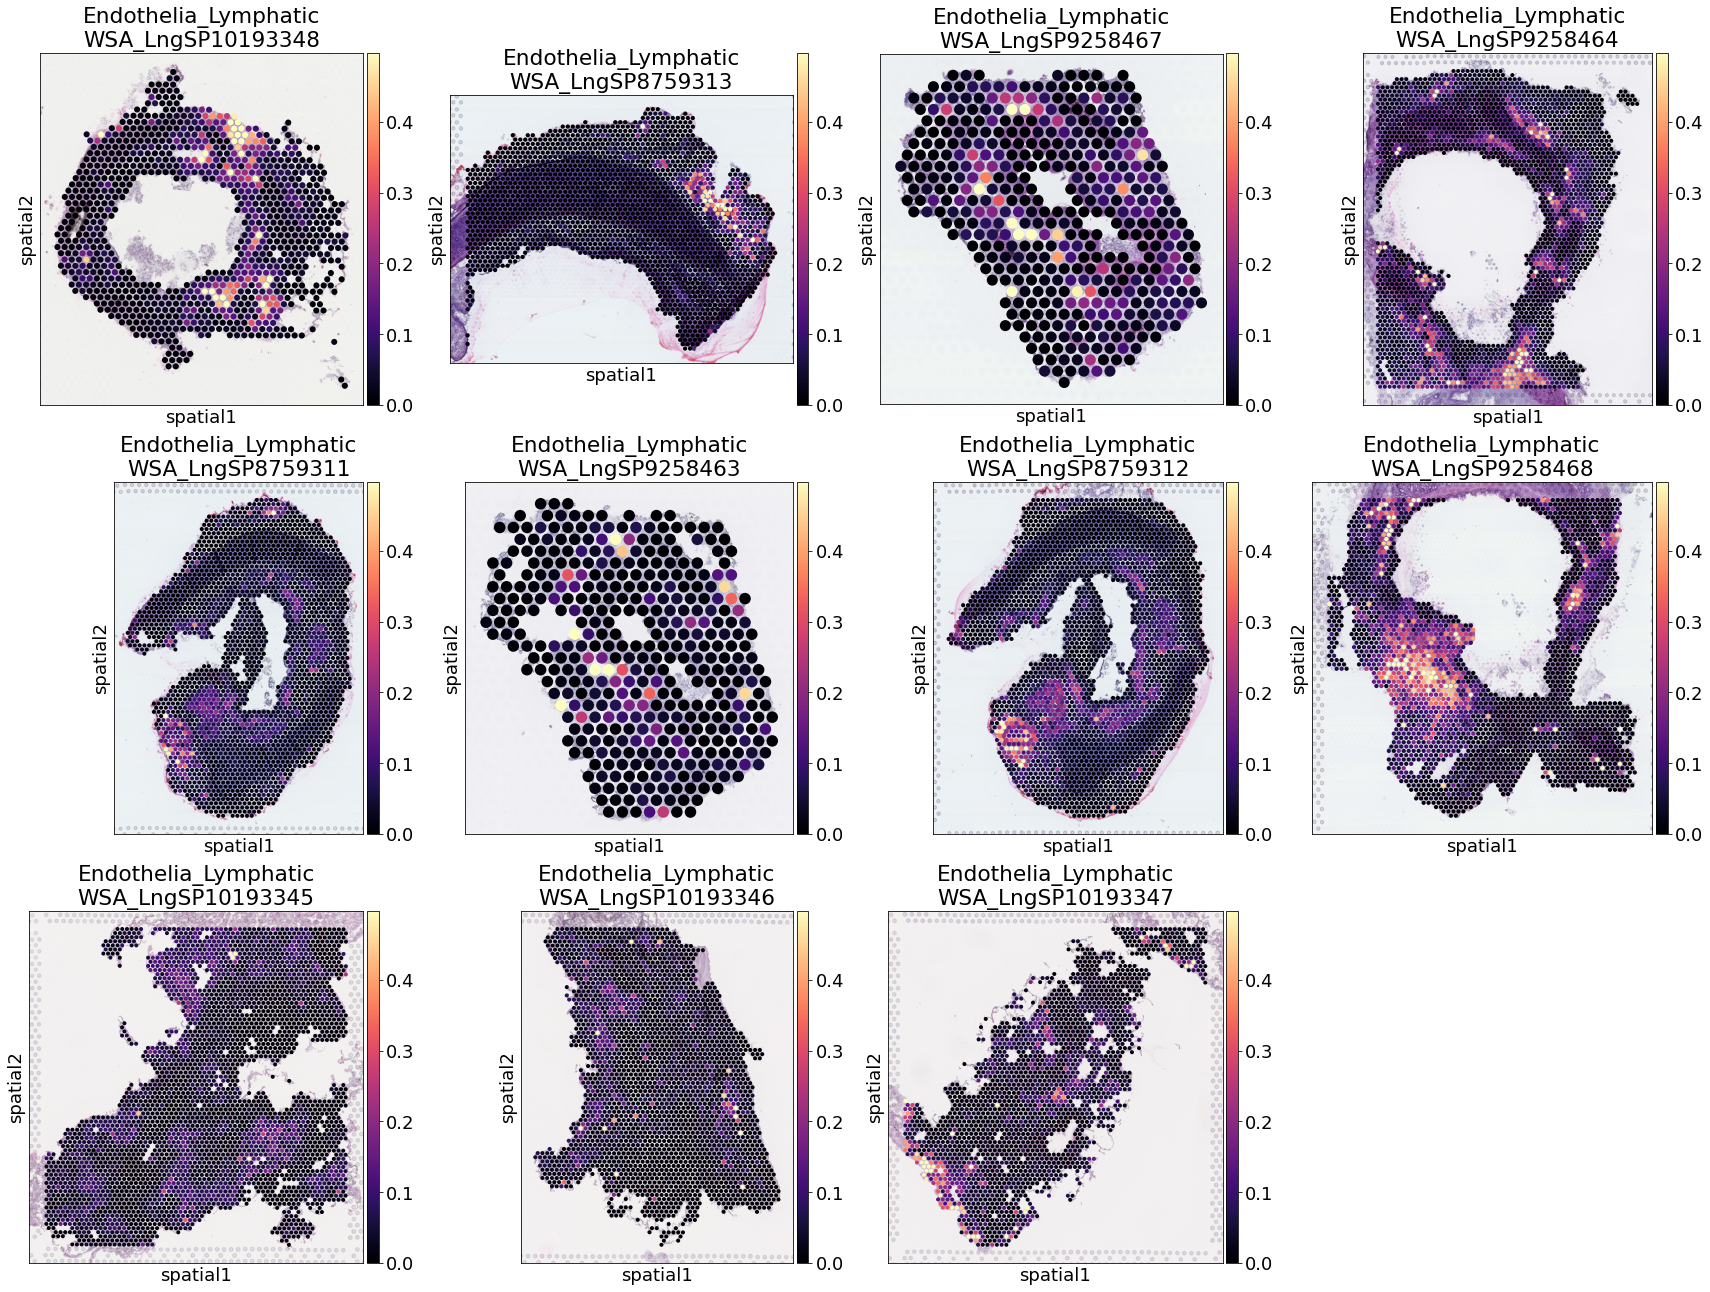 Endothelia_Lymphatic
WSA_LngSP10193348
spatial2
spatial1
0.4
0.3
0.2
0.1
0.0
Endothelia_Lymphatic
WSA_LngSP8759313
spatial2
spatial1
0.4
0.3
0.2
0.1
0.0
Endothelia_Lymphatic
WSA_LngSP9258467
spatial2
spatial1
0.4
0.3
0.2
0.1
0.0
Endothelia_Lymphatic
WSA_LngSP9258464
spatial2
spatial1
0.4
0.3
0.2
0.1
0.0
Endothelia_Lymphatic
WSA_LngSP8759311
spatial2
spatial1
0.4
0.3
0.2
0.1
0.0
Endothelia_Lymphatic
WSA_LngSP9258463
spatial2
spatial1
0.4
0.3
0.2
0.1
0.0
Endothelia_Lymphatic
WSA_LngSP8759312
spatial2
spatial1
0.4
0.3
0.2
0.1
0.0
Endothelia_Lymphatic
WSA_LngSP9258468
spatial2
spatial1
0.4
0.3
0.2
0.1
0.0
Endothelia_Lymphatic
WSA_LngSP10193345
spatial2
spatial1
0.4
0.3
0.2
0.1
0.0
Endothelia_Lymphatic
WSA_LngSP10193346
spatial2
spatial1
0.4
0.3
0.2
0.1
0.0
Endothelia_Lymphatic
WSA_LngSP10193347
spatial2
spatial1
0.4
0.3
0.2
0.1
0.0